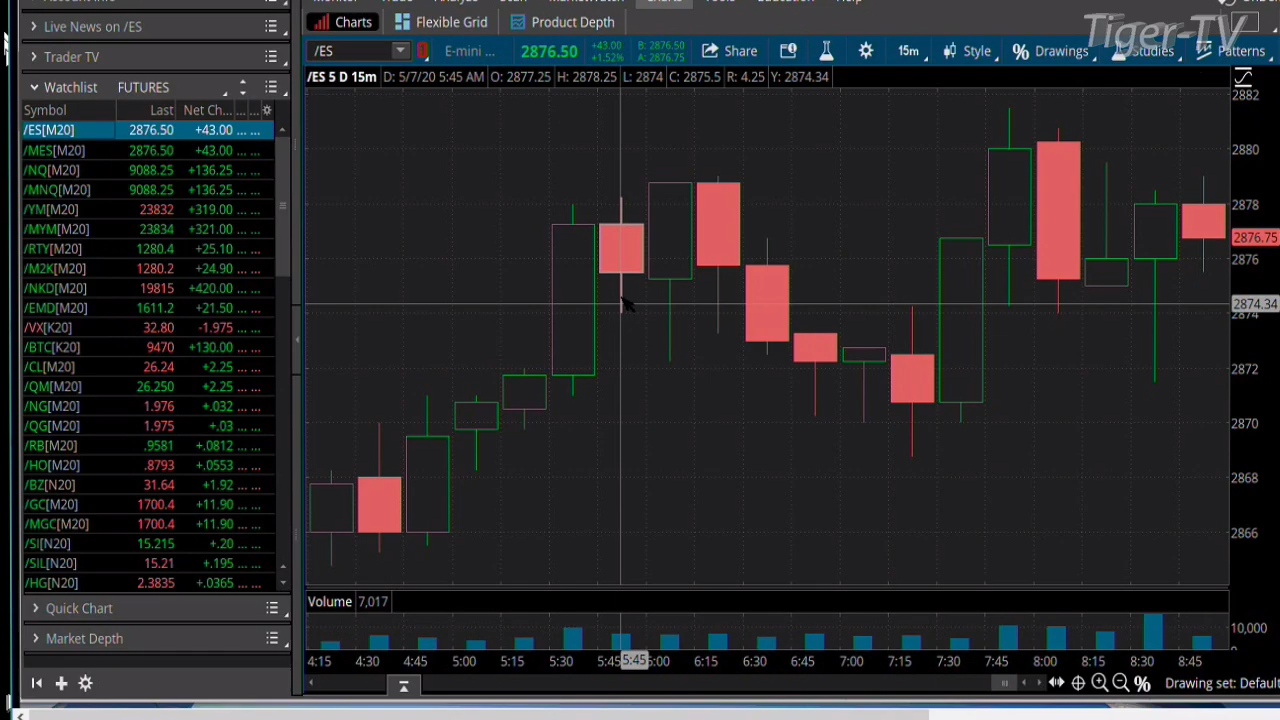 Live News on /ES
Trader TV
Watchlist FUTURES
Symbol Last Net Ch...
/ES[M20] 2876.50 +43.00 ... ...
/MES[M20] 2876.50 +43.00 ... ...
/NQ[M20] 9088.25 +136.25 ... ...
/MNQ[M20] 9088.25 +136.25 ... ...
/YM[M20] 23832 +319.00 ... ...
/MYM[M20] 23834 +321.00 ... ...
/RTY[M20] 1280.4 +25.10 ... ...
/M2K[M20] 1280.2 +24.90 ... ...
/NKD[M20] 19815 +420.00 ... ...
/EMD[M20] 1611.2 +21.50 ... ...
/VX[K20] 32.80 -1.975 ... ...
/BTC[K20] 9470 +130.00 ... ...
/CL[M20] 26.24 +2.25 ... ...
/QM[M20] 26.250 +2.25 ... ...
/NG[M20] 1.976 +.032 ... ...
/QG[M20] 1.975 +.03 ... ...
/RB[M20] .9581 +.0812 ... ...
/HO[M20] .8793 +.0553 ... ...
/BZ[N20] 31.64 +1.92 ... ...
/GC[M20] 1700.4 +11.90 ... ...
/MGC[M20] 1700.4 +11.90 ... ...
/SI[N20] 15.215 +.20 ... ...
/SIL[N20] 15.21 +.195 ... ...
/HG[N20] 2.3835 +.0365 ... ...
Quick Chart
Market Depth
Charts
Charts Flexible Grid Product Depth
Tiger-TV
/ES E-mini ... 2876.50 +43.00 +1.52% B: 2876.50 A: 2876.75 Share 15m Style % Drawings Studies Patterns
/ES 5 D 15m D: 5/7/20 5:45 AM O: 2877.25 H: 2878.25 L: 2874 C: 2875.5 R: 4.25 Y: 2874.34
2882
2880
2878
2876.75
2876
2874.34
2874
2872
2870
2868
2866
Volume 7,017
10,000
4:15 4:30 4:45 5:00 5:15 5:30 5:45 5:45 6:15 6:30 6:45 7:00 7:15 7:30 7:45 8:00 8:15 8:30 8:45
% Drawing set: Default